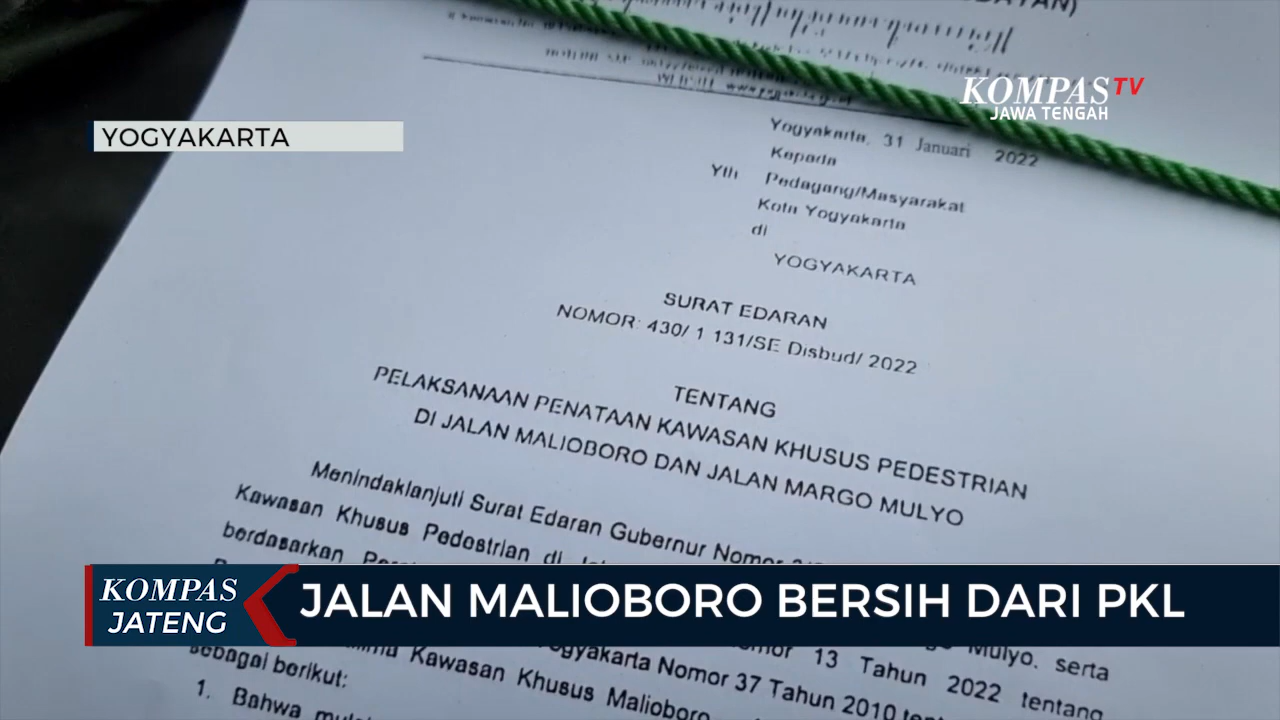 DAYATAN)
KOMPAS TV
JAWA TENGAH
YOGYAKARTA
Yogyakarta, 31 Januari 2022
Kepada
Yth Pedagang/Masyarakat
Kota Yogyakarta
di
YOGYAKARTA
SURAT EDARAN
NOMOR: 430/ 1 131/SE Disbud/ 2022
TENTANG
PELAKSANAAN PENATAAN KAWASAN KHUSUS PEDESTRIAN
DI JALAN MALIOBORO DAN JALAN MARGO MULYO
Menindaklanjuti Surat Edaran Gubernur Nomor
Kawasan Khusus Pedestrian di
berdasarkan
KOMPAS
JATENG
JALAN MALIOBORO BERSIH DARI PKL
Mulyo, serta
13 Tahun 2022 tentang
Yogyakarta Nomor 37 Tahun 2010
Kawasan Khusus Malioboro
sebagai berikut:
1. Bahwa